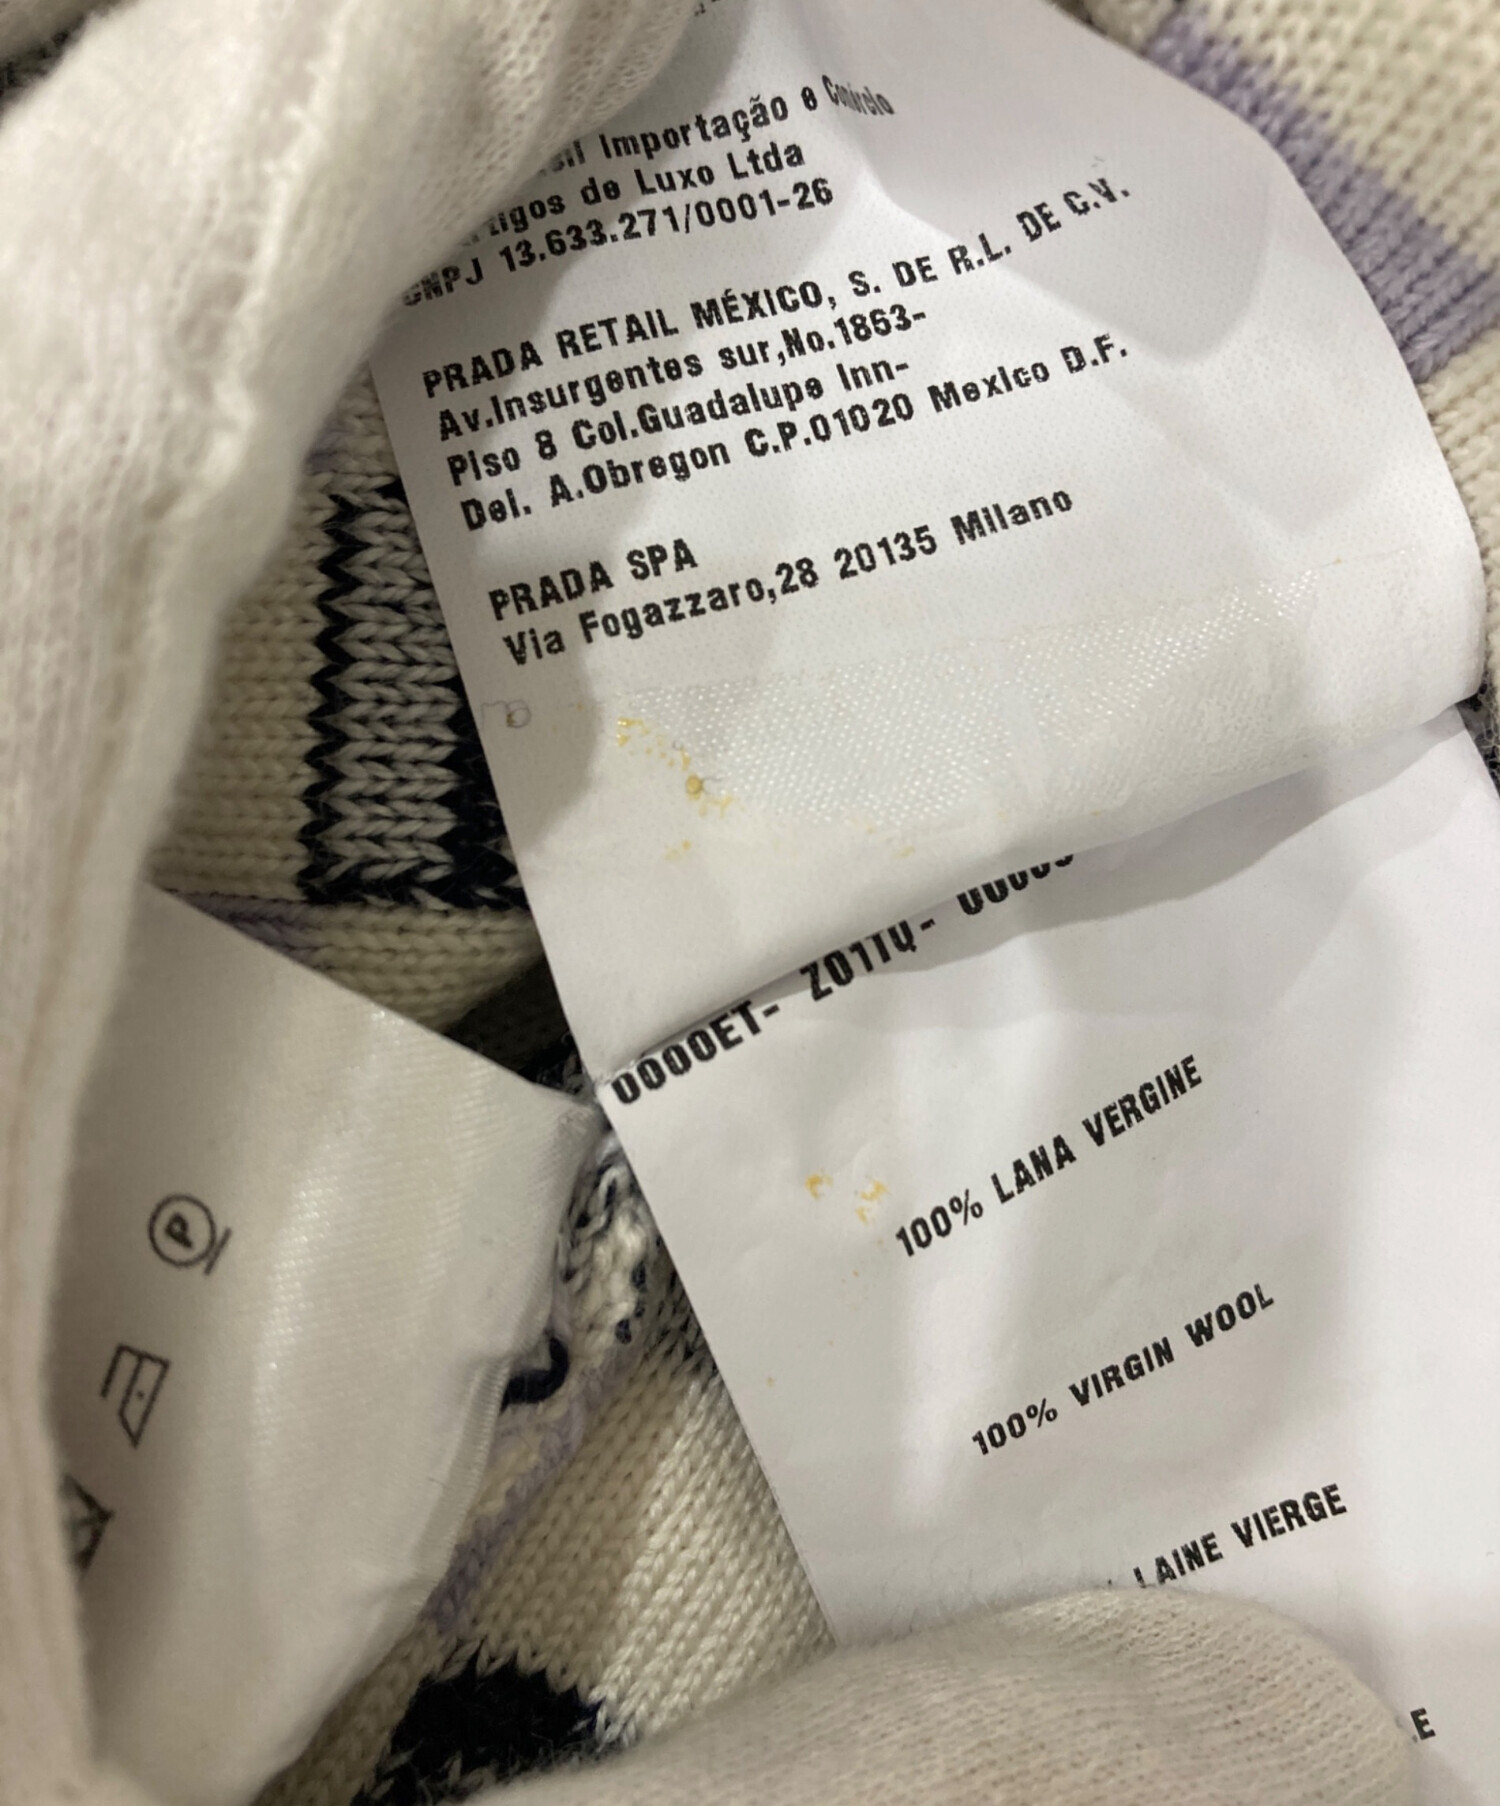 Importação e
de Luxo Ltda
CNPJ 13.633.271/0001-26
PRADA RETAIL MÉXICO, S. DE R.L. DE C.V.
Av.Insurgentes sur,No.1863-
Piso 8 Col.Guadalupe Inn-
Del. A.Obregon C.P.01020 Mexico D.F.
PRADA SPA
Via Fogazzaro,28 20135 Milano
0000ET-
100% LANA VERGINE
100% VIRGIN WOOL
LAINE VIERGE
P